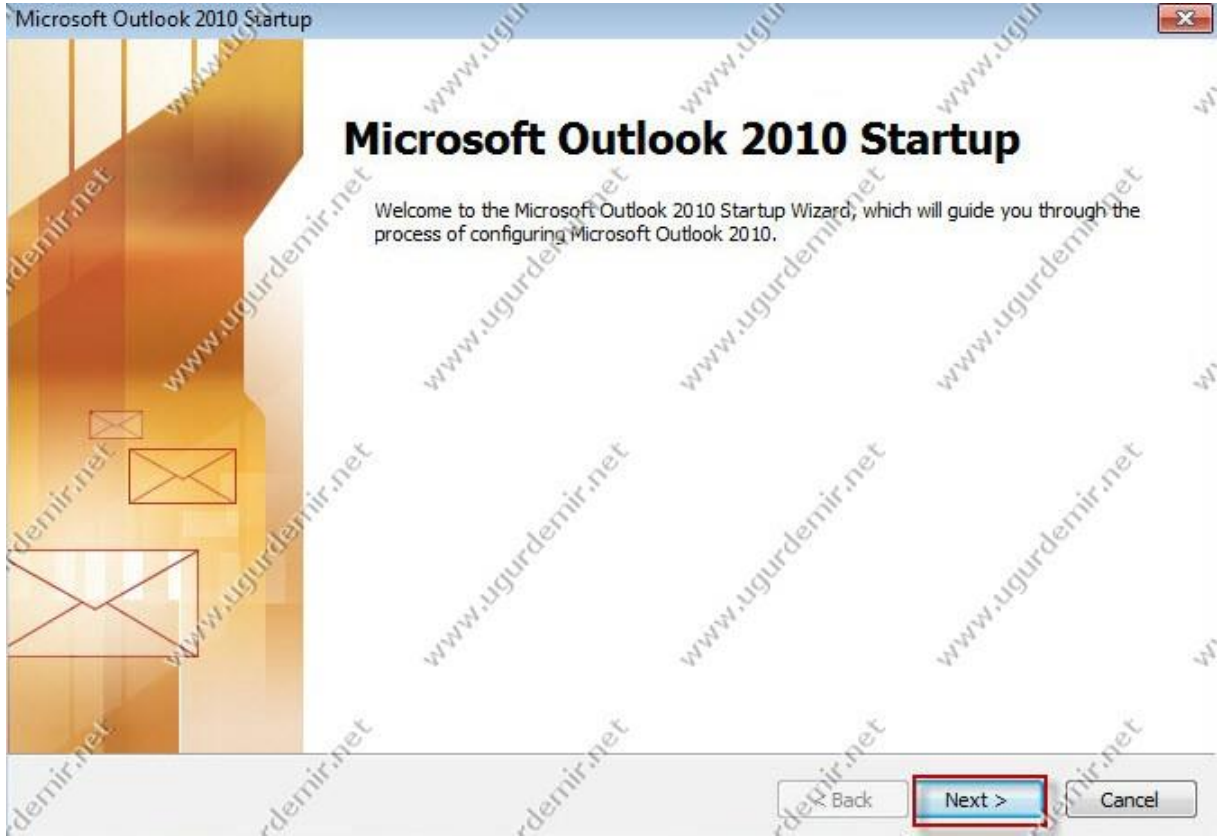 Microsoft Outlook 2010 Startup
Microsoft Outlook 2010 Startup
Welcome to the Microsoft Outlook 2010 Startup Wizard, which will guide you through the
process of configuring Microsoft Outlook 2010.
< Back
Next >
Cancel
www.ugurdemir.net